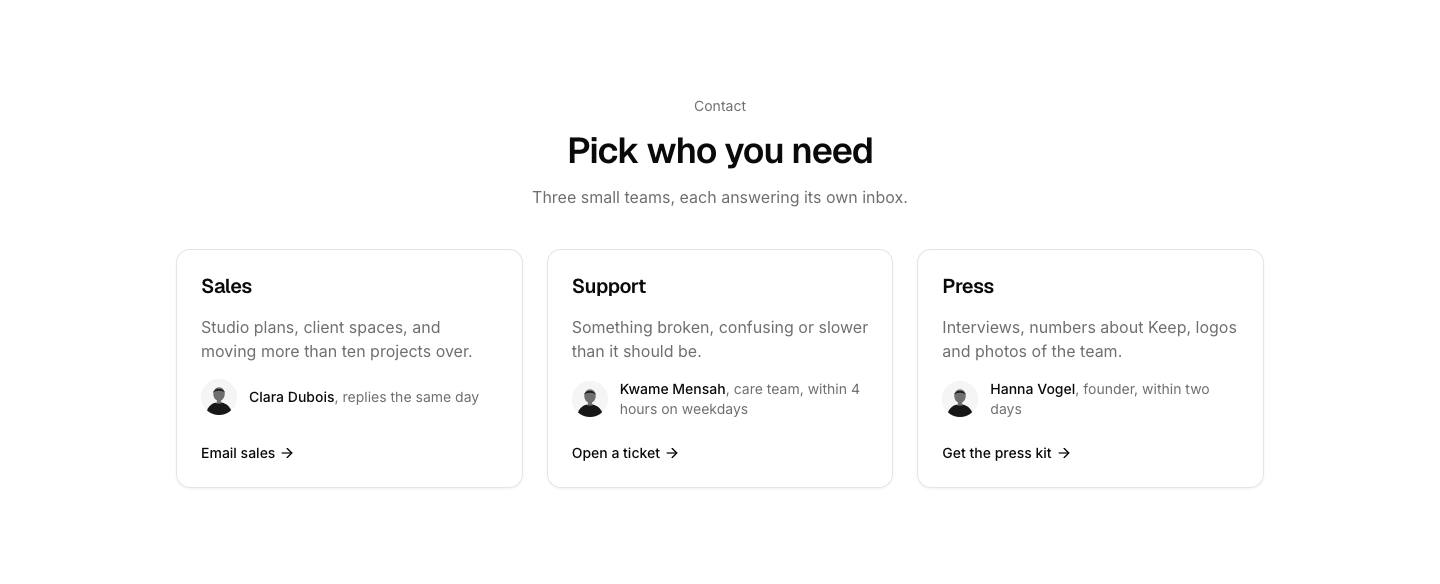 Contact
Pick who you need
Three small teams, each answering its own inbox.
Sales
Studio plans, client spaces, and
moving more than ten projects over.
Clara Dubois, replies the same day
Email sales →
Support
Something broken, confusing or slower
than it should be.
Kwame Mensah, care team, within 4
hours on weekdays
Open a ticket →
Press
Interviews, numbers about Keep, logos
and photos of the team.
Hanna Vogel, founder, within two
days
Get the press kit →